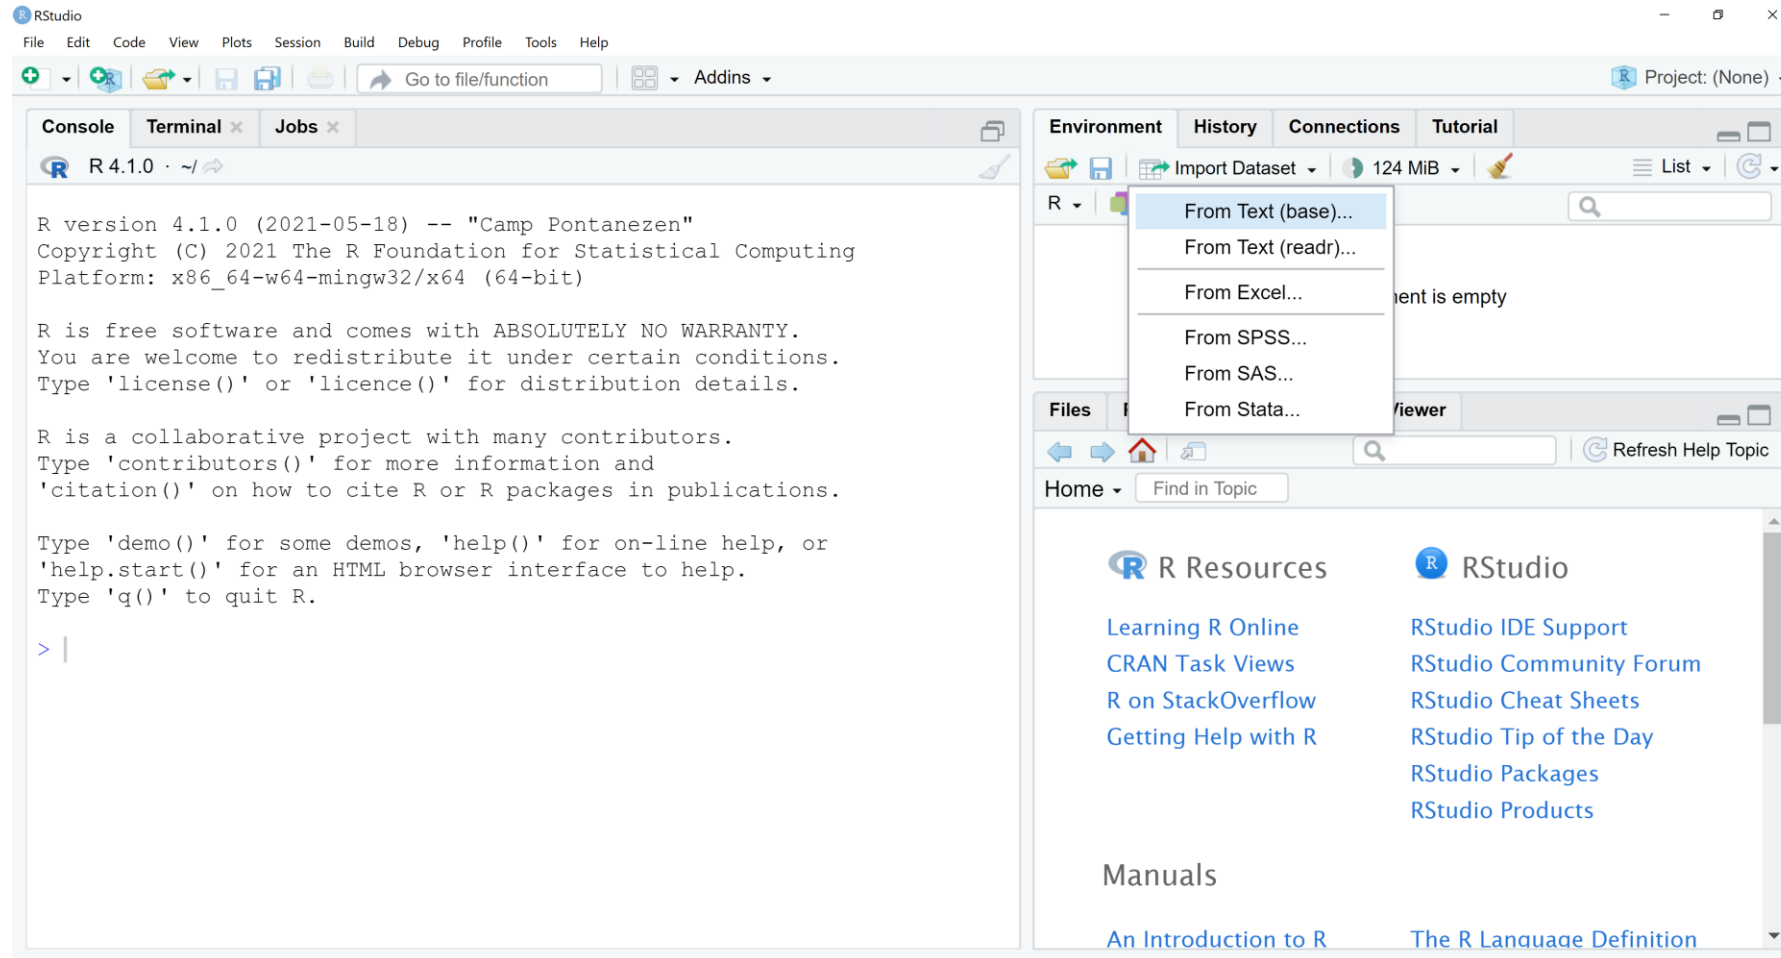 RStudio
File Edit Code View Plots Session Build Debug Profile Tools Help
Go to file/function Addins Project: (None)
Console Terminal Jobs
R 4.1.0 · ~/
R version 4.1.0 (2021-05-18) -- "Camp Pontanezen"
Copyright (C) 2021 The R Foundation for Statistical Computing
Platform: x86_64-w64-mingw32/x64 (64-bit)
R is free software and comes with ABSOLUTELY NO WARRANTY.
You are welcome to redistribute it under certain conditions.
Type 'license()' or 'licence()' for distribution details.
R is a collaborative project with many contributors.
Type 'contributors()' for more information and
'citation()' on how to cite R or R packages in publications.
Type 'demo()' for some demos, 'help()' for on-line help, or
'help.start()' for an HTML browser interface to help.
Type 'q()' to quit R.
>
Environment History Connections Tutorial
Import Dataset 124 MiB List
R
From Text (base)...
From Text (readr)...
From Excel...
is empty
From SPSS...
From SAS...
From Stata...
Files
Refresh Help Topic
Home Find in Topic
R Resources RStudio
Learning R Online RStudio IDE Support
CRAN Task Views RStudio Community Forum
R on StackOverflow RStudio Cheat Sheets
Getting Help with R RStudio Tip of the Day
RStudio Packages
RStudio Products
Manuals
An Introduction to R The R Language Definition